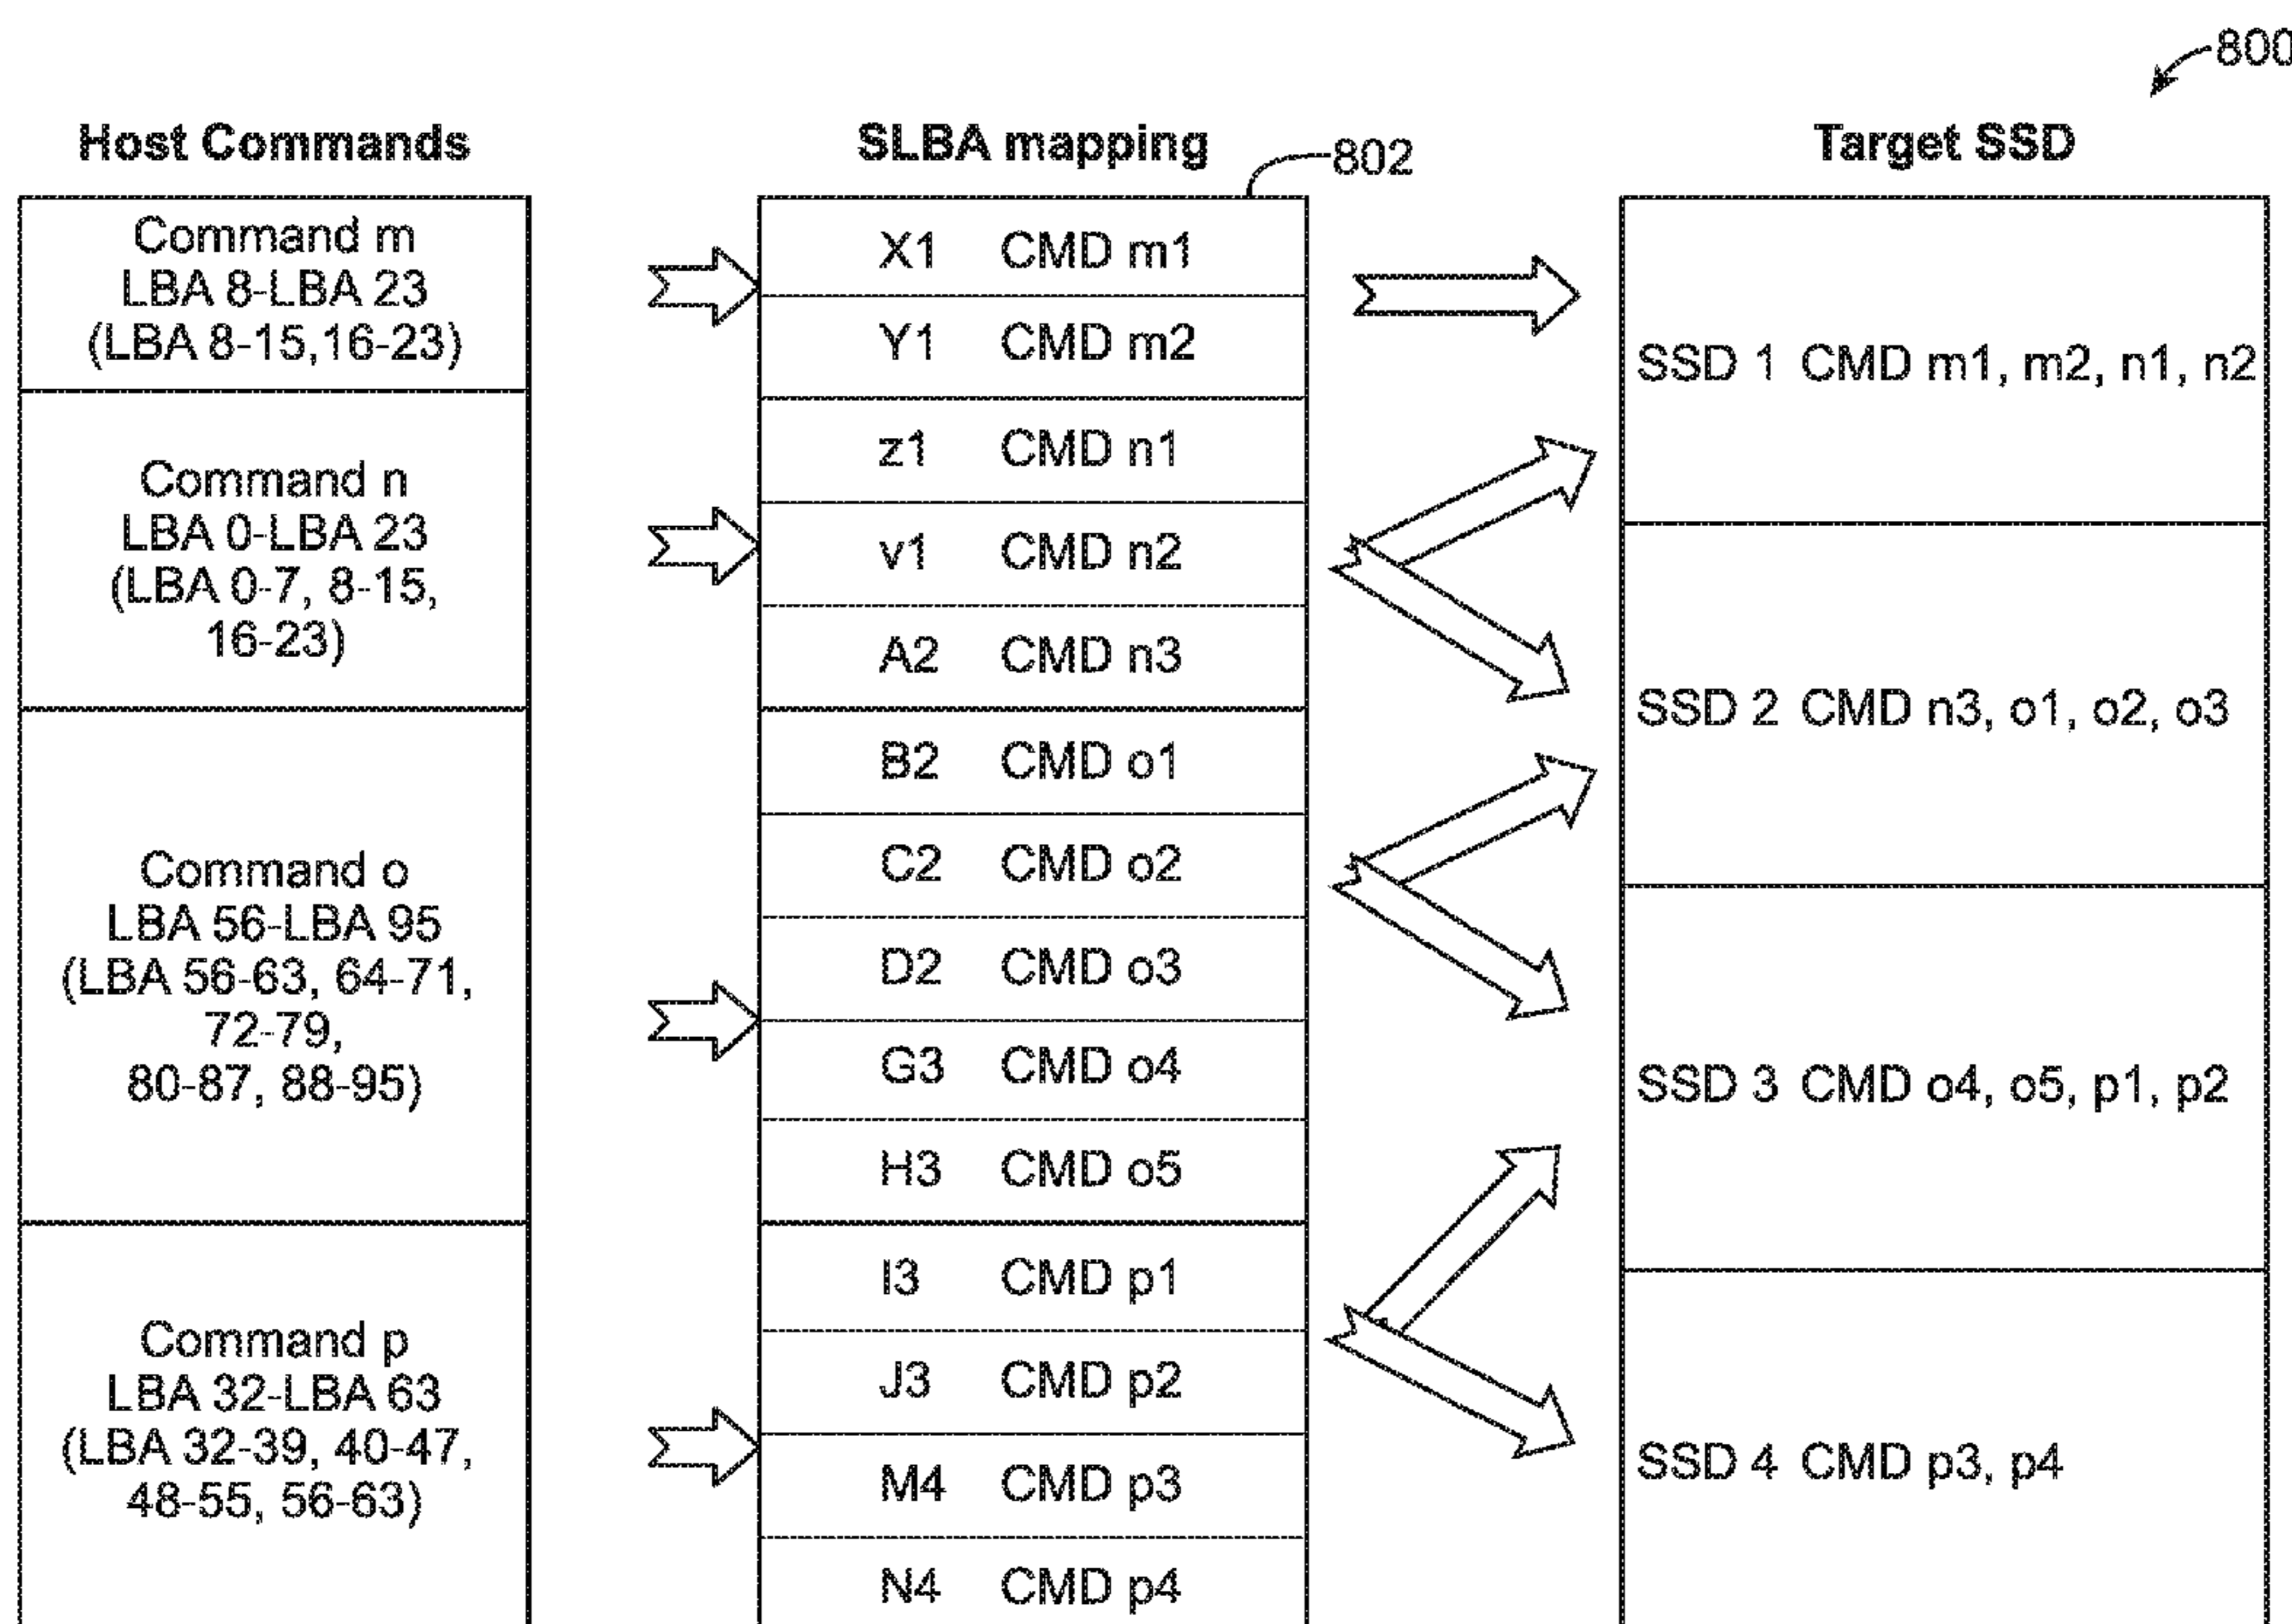 800
Host Commands
Command m
LBA 8-LBA 23
(LBA 8-15,16-23)
Command n
LBA 0-LBA 23
(LBA 0-7, 8-15,
16-23)
Command o
LBA 56-LBA 95
(LBA 56-63, 64-71,
72-79,
80-87, 88-95)
Command p
LBA 32-LBA 63
(LBA 32-39, 40-47,
48-55, 56-63)
SLBA mapping
802
X1 CMD m1
Y1 CMD m2
z1 CMD n1
v1 CMD n2
A2 CMD n3
B2 CMD o1
C2 CMD o2
D2 CMD o3
G3 CMD o4
H3 CMD o5
I3 CMD p1
J3 CMD p2
M4 CMD p3
N4 CMD p4
Target SSD
SSD 1 CMD m1, m2, n1, n2
SSD 2 CMD n3, o1, o2, o3
SSD 3 CMD o4, o5, p1, p2
SSD 4 CMD p3, p4